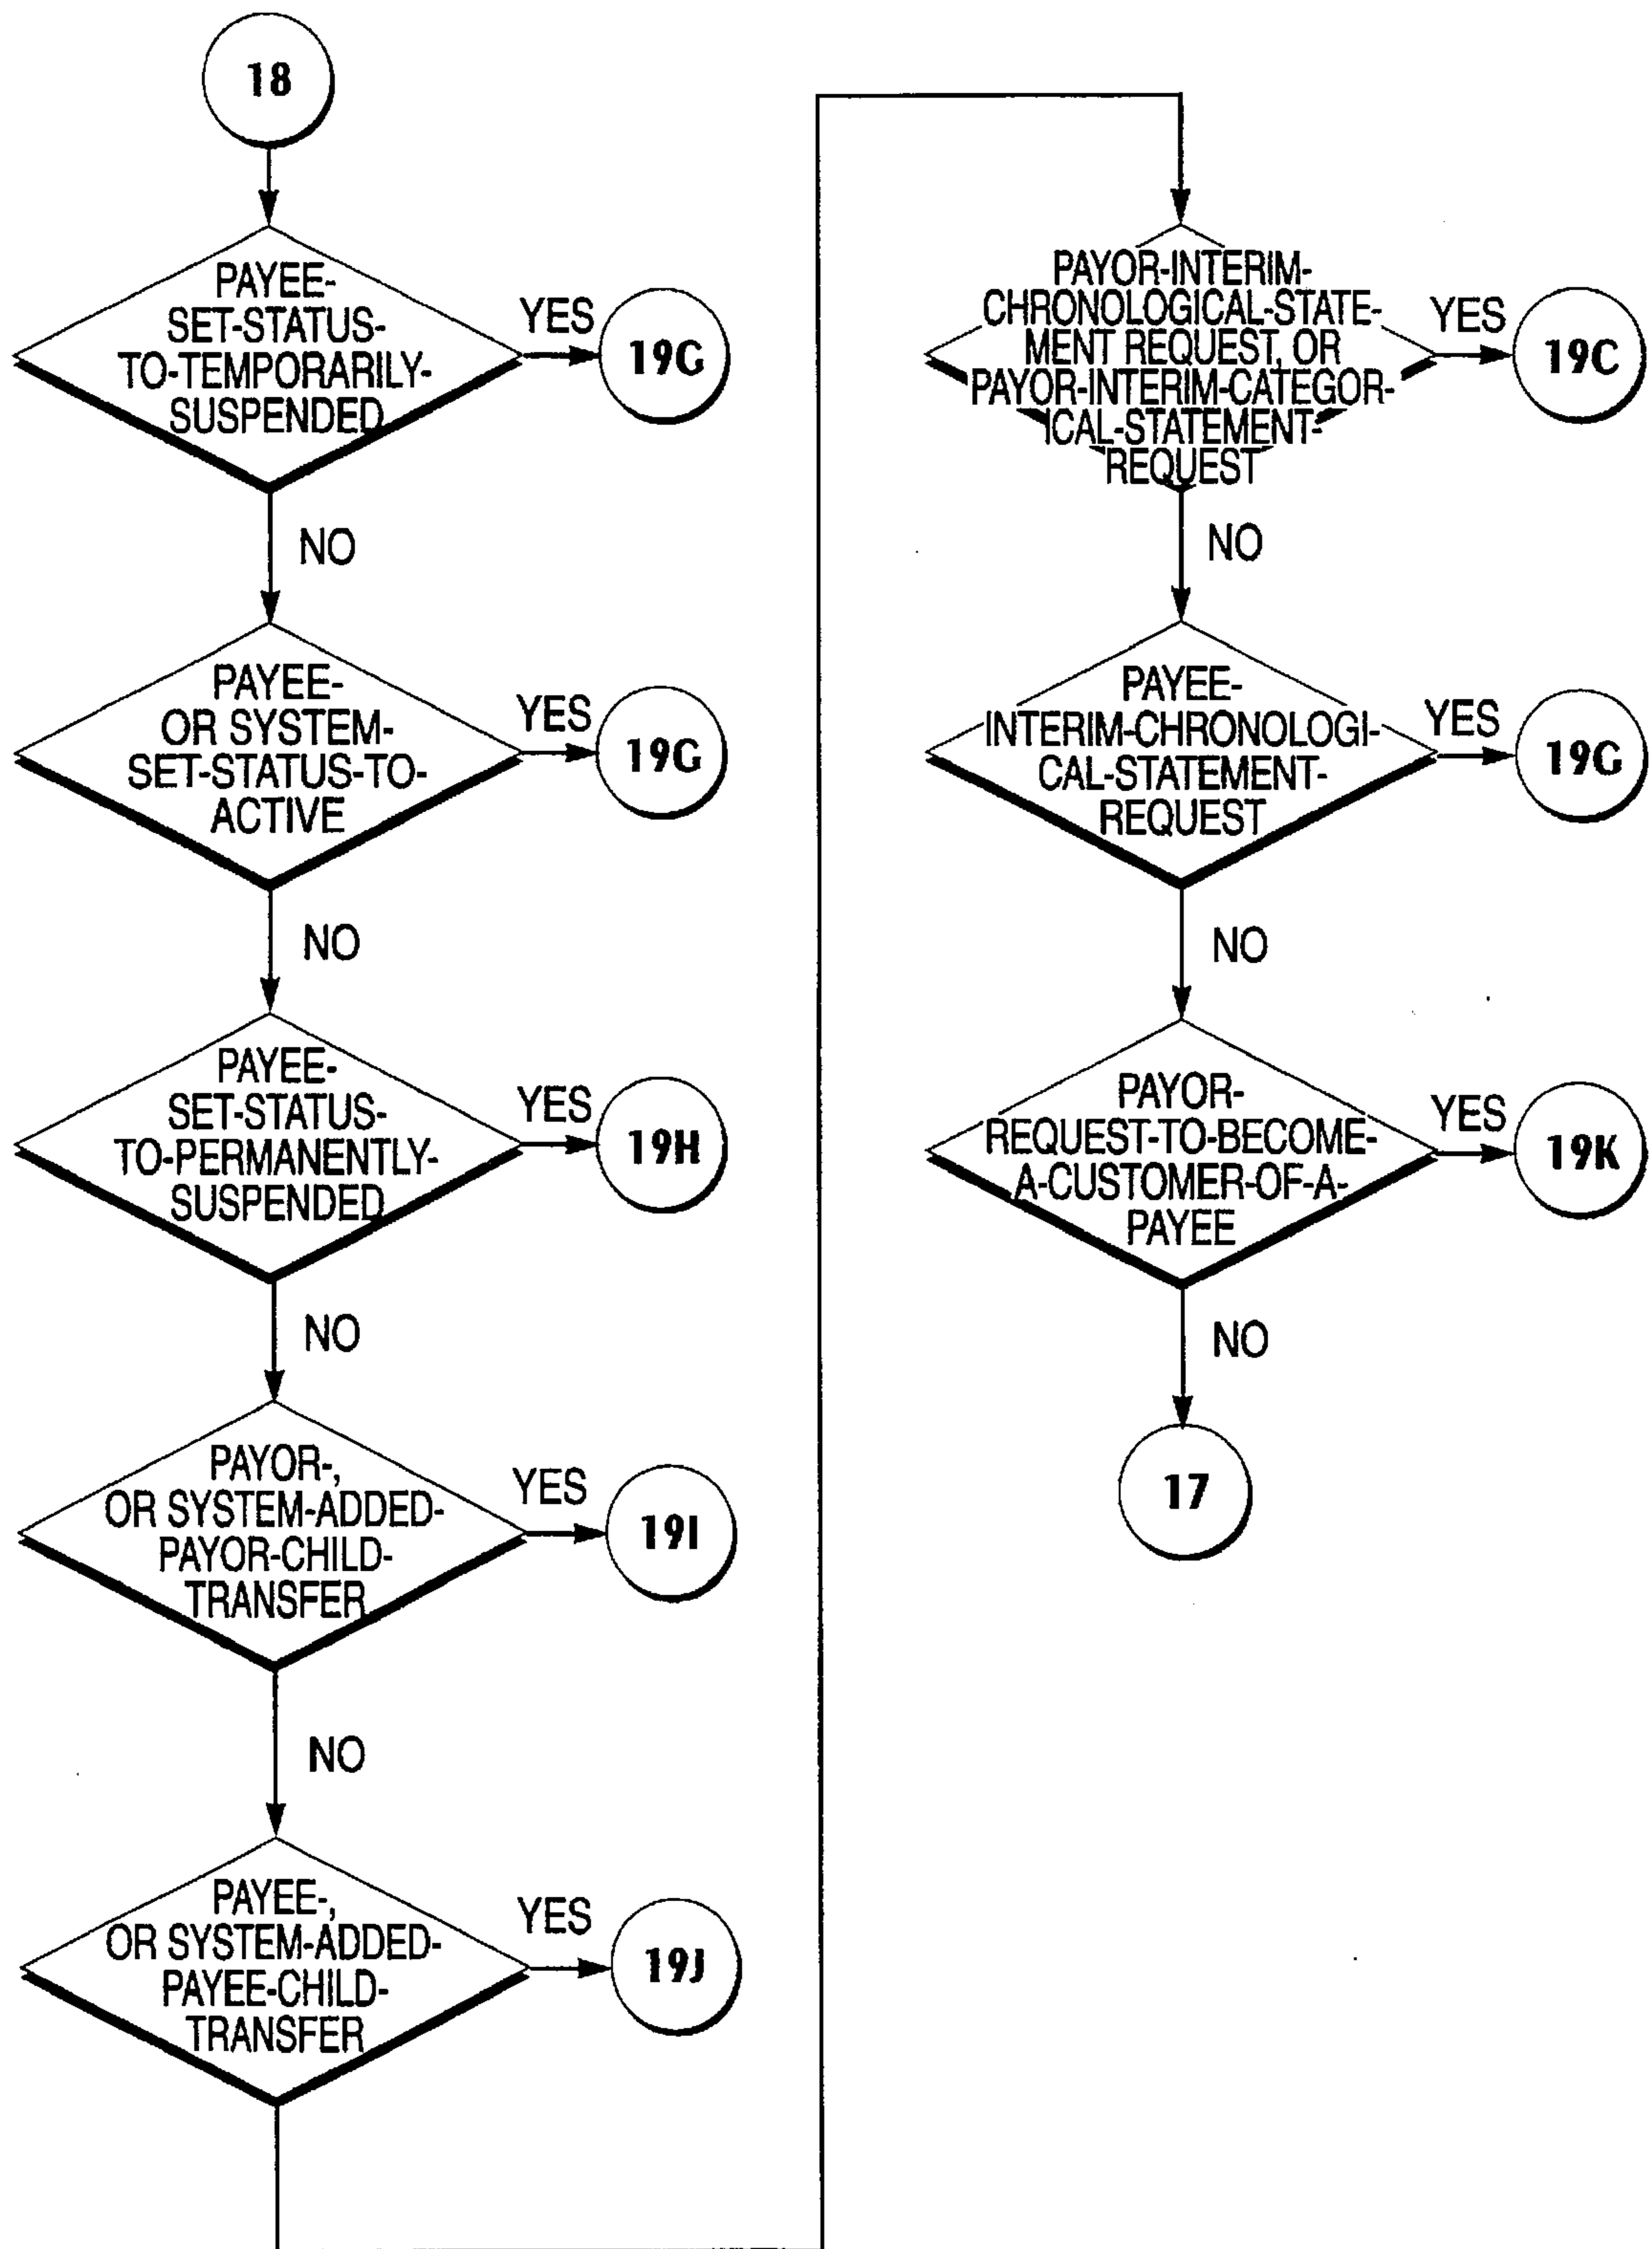 18
PAYEE-
SET-STATUS-
TO-TEMPORARILY-
SUSPENDED
YES
19G
NO
PAYEE-
OR SYSTEM-
SET-STATUS-TO-
ACTIVE
YES
19G
NO
PAYEE-
SET-STATUS-
TO-PERMANENTLY-
SUSPENDED
YES
19H
NO
PAYOR-,
OR SYSTEM-ADDED-
PAYOR-CHILD-
TRANSFER
YES
19I
NO
PAYEE-,
OR SYSTEM-ADDED-
PAYEE-CHILD-
TRANSFER
YES
19J
PAYOR-INTERIM-
CHRONOLOGICAL-STATE-
MENT REQUEST, OR
PAYOR-INTERIM-CATEGOR-
ICAL-STATEMENT-
REQUEST
YES
19C
NO
PAYEE-
INTERIM-CHRONOLOGI-
CAL-STATEMENT-
REQUEST
YES
19G
NO
PAYOR-
REQUEST-TO-BECOME-
A-CUSTOMER-OF-A-
PAYEE
YES
19K
NO
17